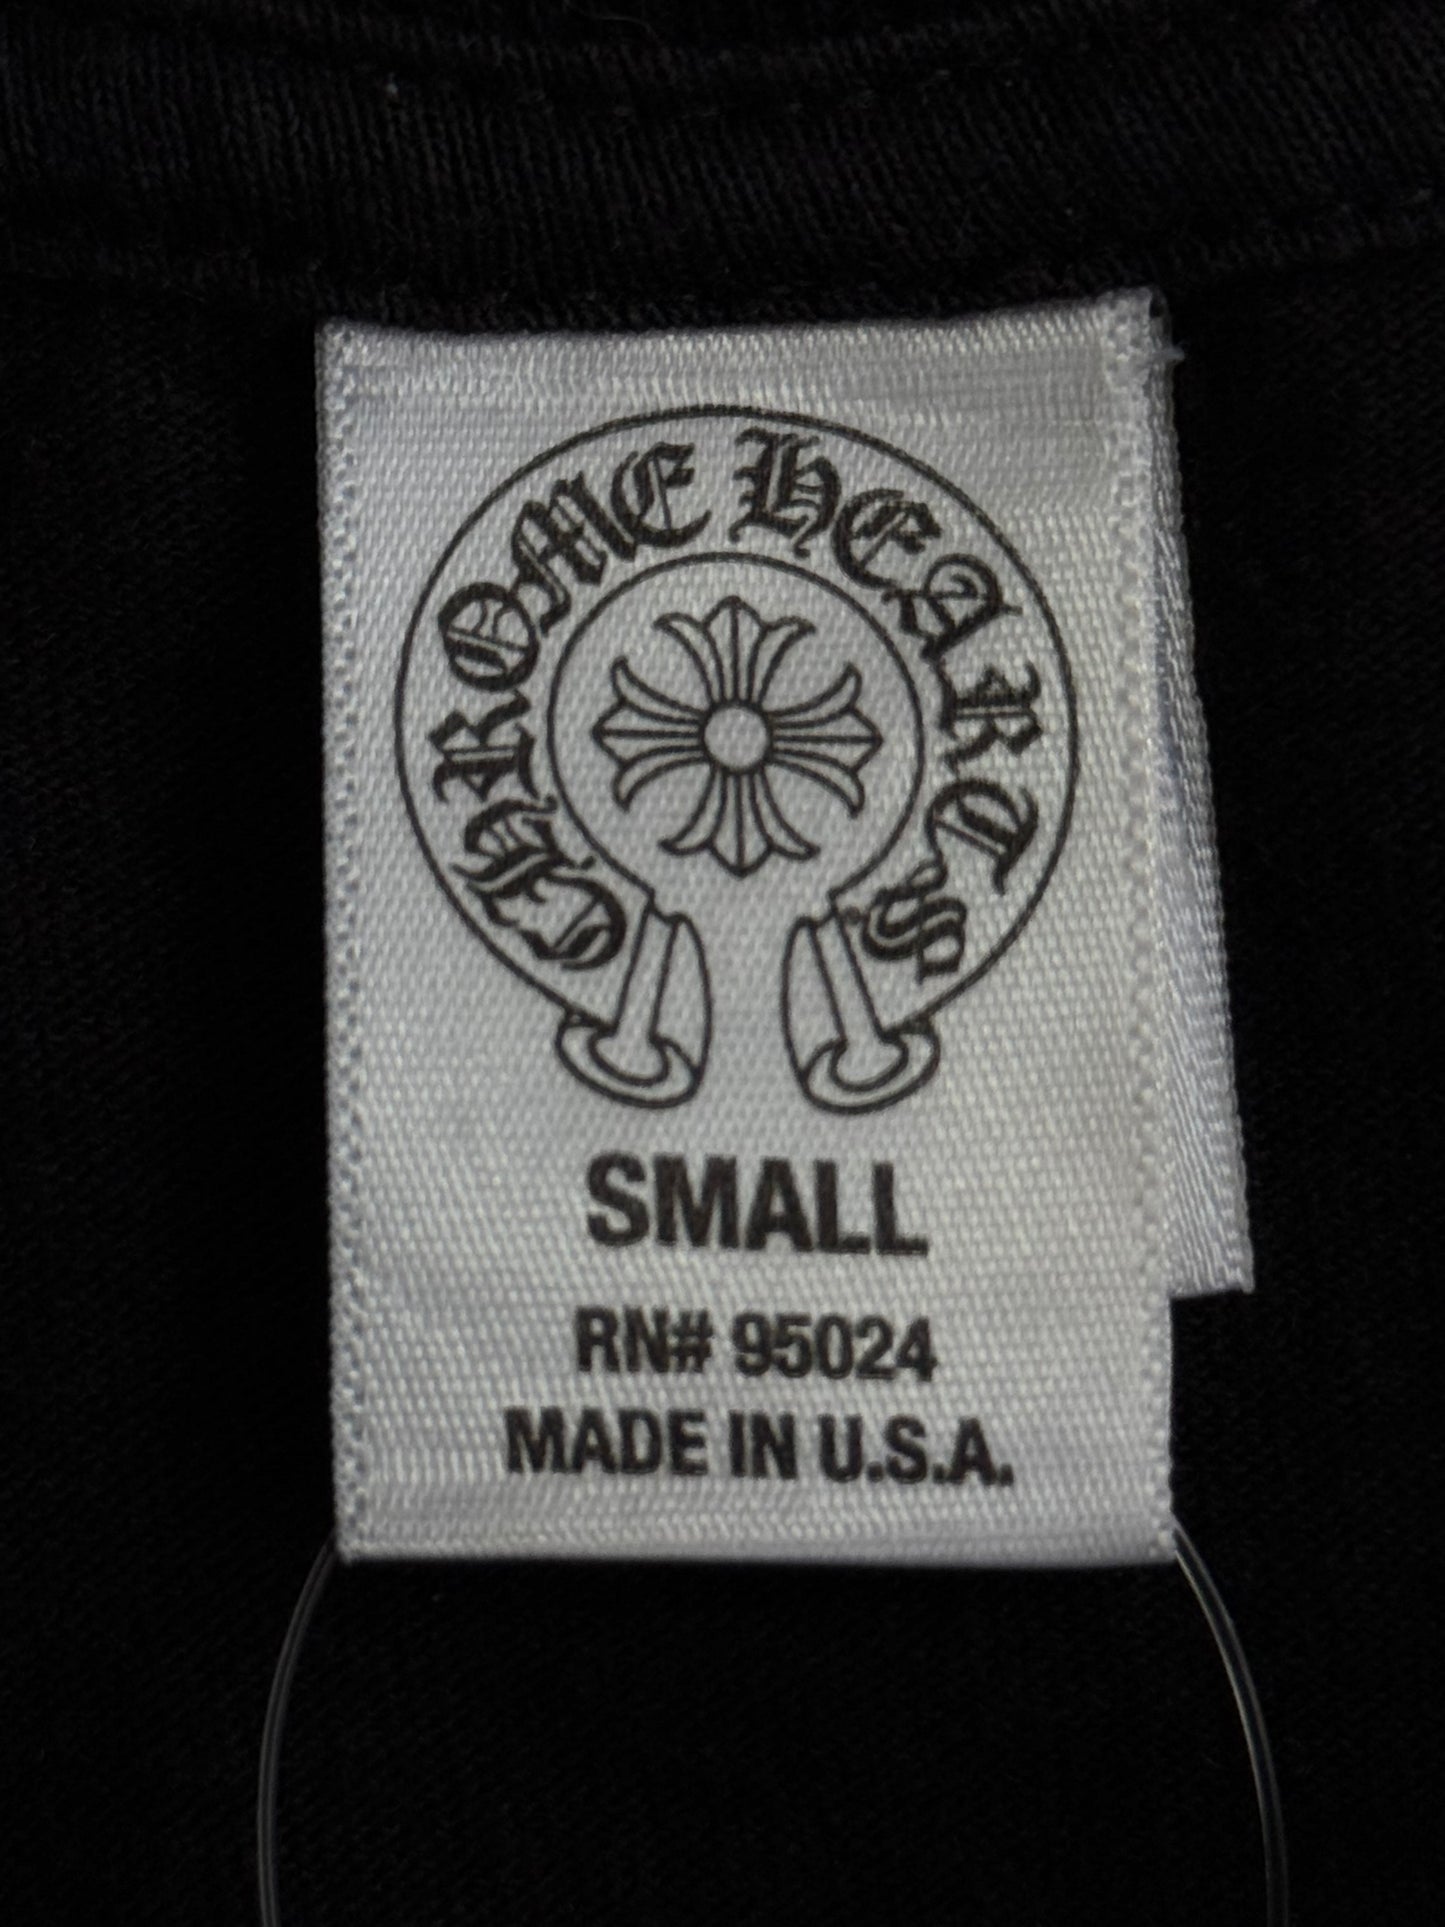 CHROME HEARTS
SMALL
RN# 95024
MADE IN U.S.A.